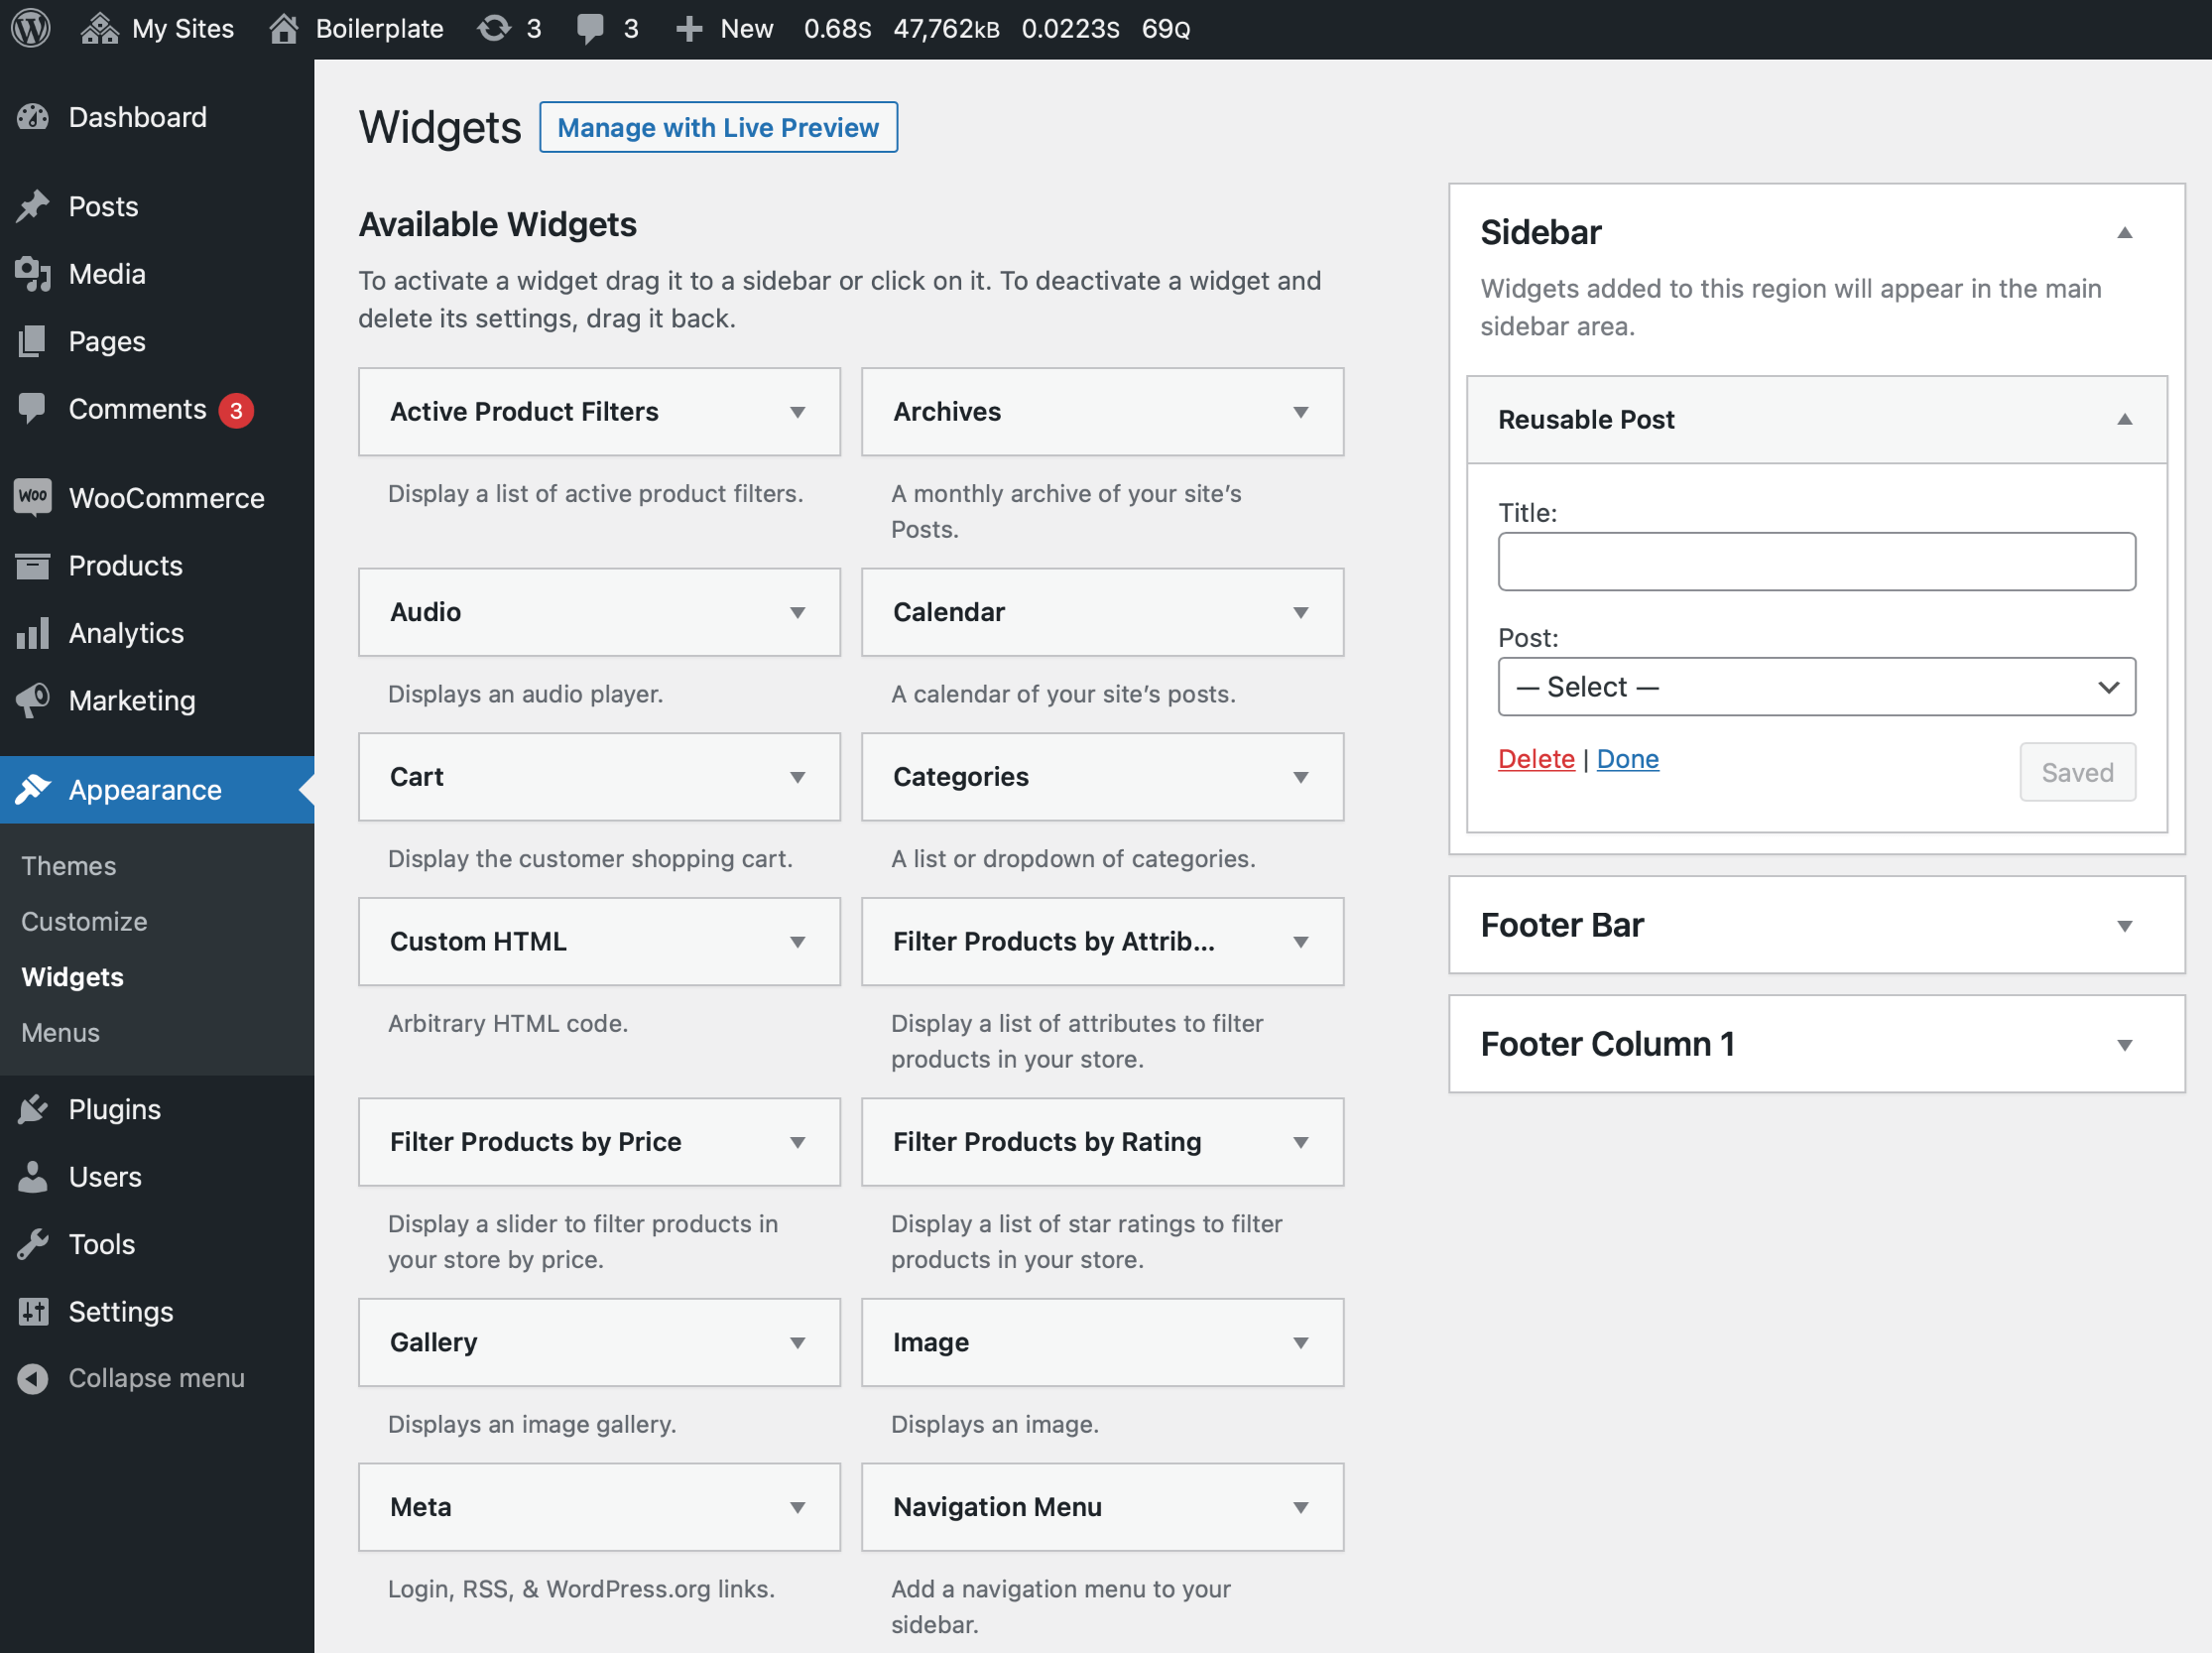 My Sites Boilerplate 3 3 New 0.68S 47,762KB 0.0223S 69Q
Dashboard
Posts
Media
Pages
Comments 3
Woo WooCommerce
Products
Analytics
Marketing
Appearance
Themes
Customize
Widgets
Menus
Plugins
Users
Tools
Settings
Collapse menu
Widgets Manage with Live Preview
Available Widgets
To activate a widget drag it to a sidebar or click on it. To deactivate a widget and
delete its settings, drag it back.
Active Product Filters
Display a list of active product filters.
Archives
A monthly archive of your site’s
Posts.
Audio
Displays an audio player.
Calendar
A calendar of your site’s posts.
Cart
Display the customer shopping cart.
Categories
A list or dropdown of categories.
Custom HTML
Arbitrary HTML code.
Filter Products by Attrib...
Display a list of attributes to filter
products in your store.
Filter Products by Price
Display a slider to filter products in
your store by price.
Filter Products by Rating
Display a list of star ratings to filter
products in your store.
Gallery
Displays an image gallery.
Image
Displays an image.
Meta
Login, RSS, & WordPress.org links.
Navigation Menu
Add a navigation menu to your
sidebar.
Sidebar
Widgets added to this region will appear in the main
sidebar area.
Reusable Post
Title:
Post:
— Select —
Delete | Done
Saved
Footer Bar
Footer Column 1